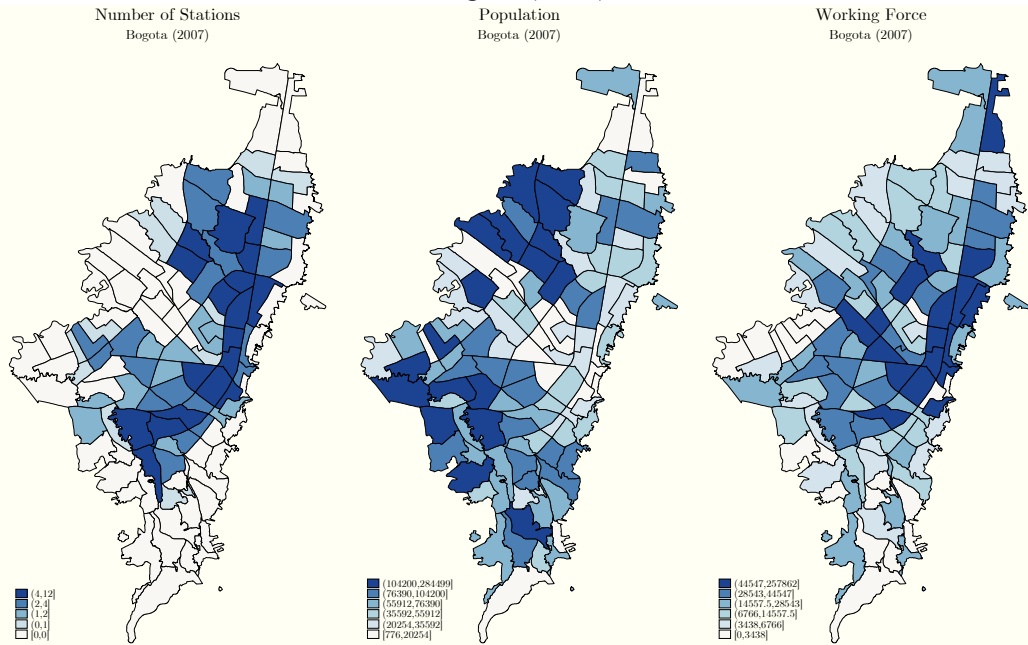 Number of Stations
Bogota (2007)
(4,12]
(2,4]
(1,2]
(0,1]
[0,0]
Population
Bogota (2007)
(104200,284499]
(76390,104200]
(55912,76390]
(35592,55912]
(20254,35592]
[776,20254]
Working Force
Bogota (2007)
(44547,257862]
(28543,44547]
(14557.5,28543]
(6766,14557.5]
(3438,6766]
[0,3438]